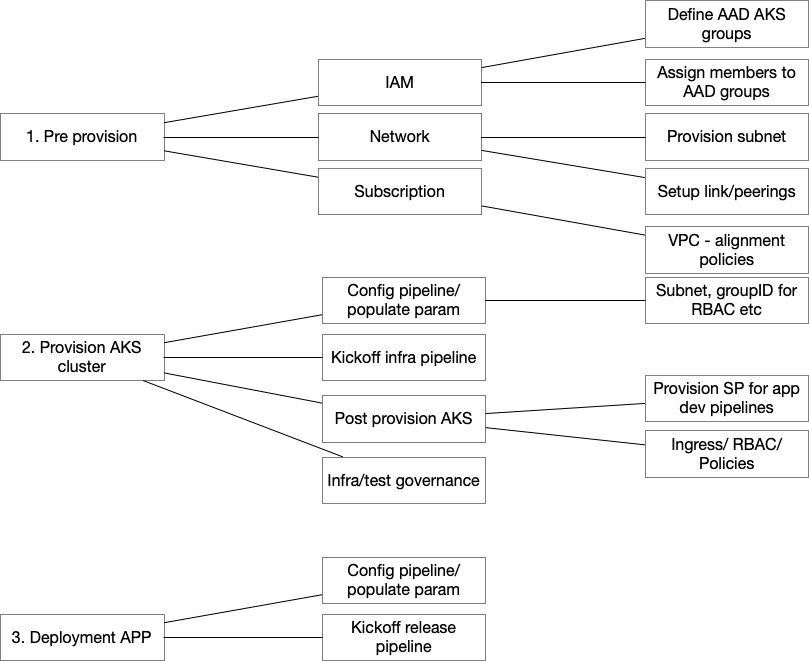 Define AAD AKS
groups
IAM
Assign members to
AAD groups
1. Pre provision
Network
Provision subnet
Subscription
Setup link/peerings
VPC - alignment
policies
Config pipeline/
populate param
Subnet, groupID for
RBAC etc
2. Provision AKS
cluster
Kickoff infra pipeline
Post provision AKS
Provision SP for app
dev pipelines
Ingress/ RBAC/
Policies
Infra/test governance
Config pipeline/
populate param
3. Deployment APP
Kickoff release
pipeline